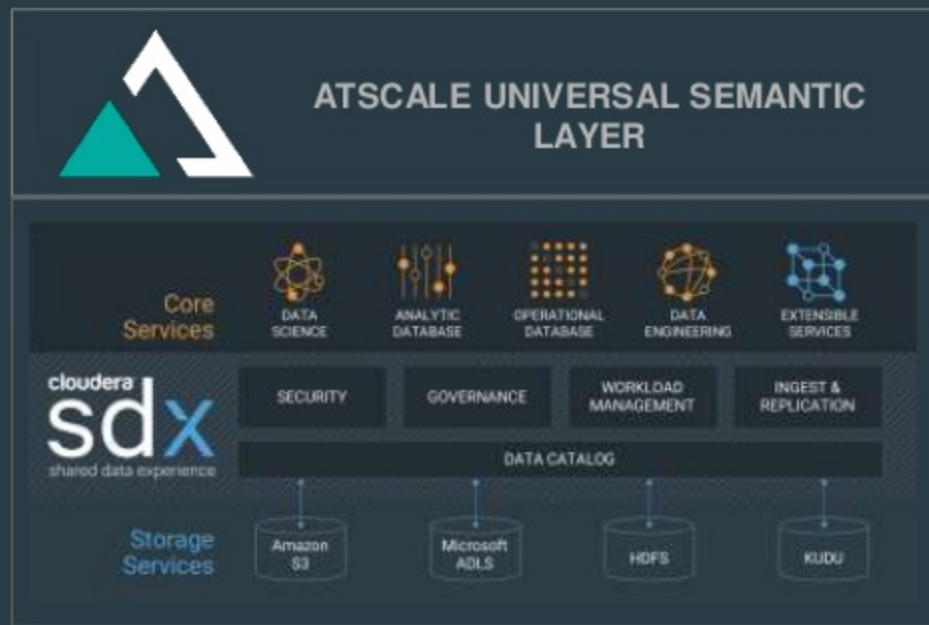 ATSCALE UNIVERSAL SEMANTIC
LAYER
Core
Services
DATA
SCIENCE
ANALYTIC
DATABASE
OPERATIONAL
DATABASE
DATA
ENGINEERING
EXTENSIBLE
SERVICES
cloudera
sdx
shared data experience
SECURITY
GOVERNANCE
WORKLOAD
MANAGEMENT
INGEST &
REPLICATION
DATA CATALOG
Storage
Services
Amazon
S3
Microsoft
ADLS
HDFS
KUDU